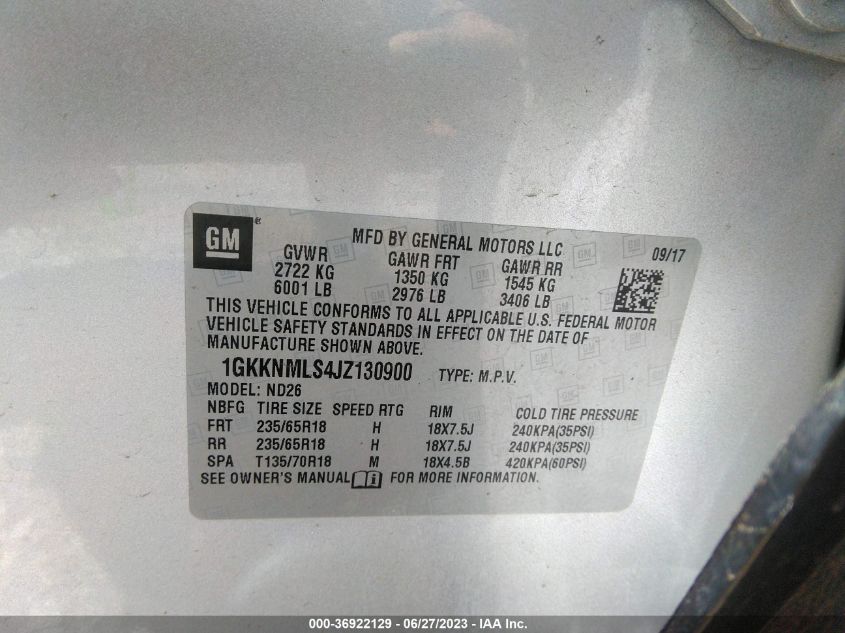 GM ®
MFD BY GENERAL MOTORS LLC
09/17
GVWR GAWR FRT GAWR RR
2722 KG 1350 KG 1545 KG
6001 LB 2976 LB 3406 LB
THIS VEHICLE CONFORMS TO ALL APPLICABLE U.S. FEDERAL MOTOR
VEHICLE SAFETY STANDARDS IN EFFECT ON THE DATE OF
MANUFACTURE SHOWN ABOVE.
1GKKNMLS4JZ130900 TYPE: M.P.V.
MODEL: ND26
NBFG TIRE SIZE SPEED RTG RIM COLD TIRE PRESSURE
FRT 235/65R18 H 18X7.5J 240KPA(35PSI)
RR 235/65R18 H 18X7.5J 240KPA(35PSI)
SPA T135/70R18 M 18X4.5B 420KPA(60PSI)
SEE OWNER'S MANUAL FOR MORE INFORMATION.
000-36922129 - 06/27/2023 - IAA Inc.